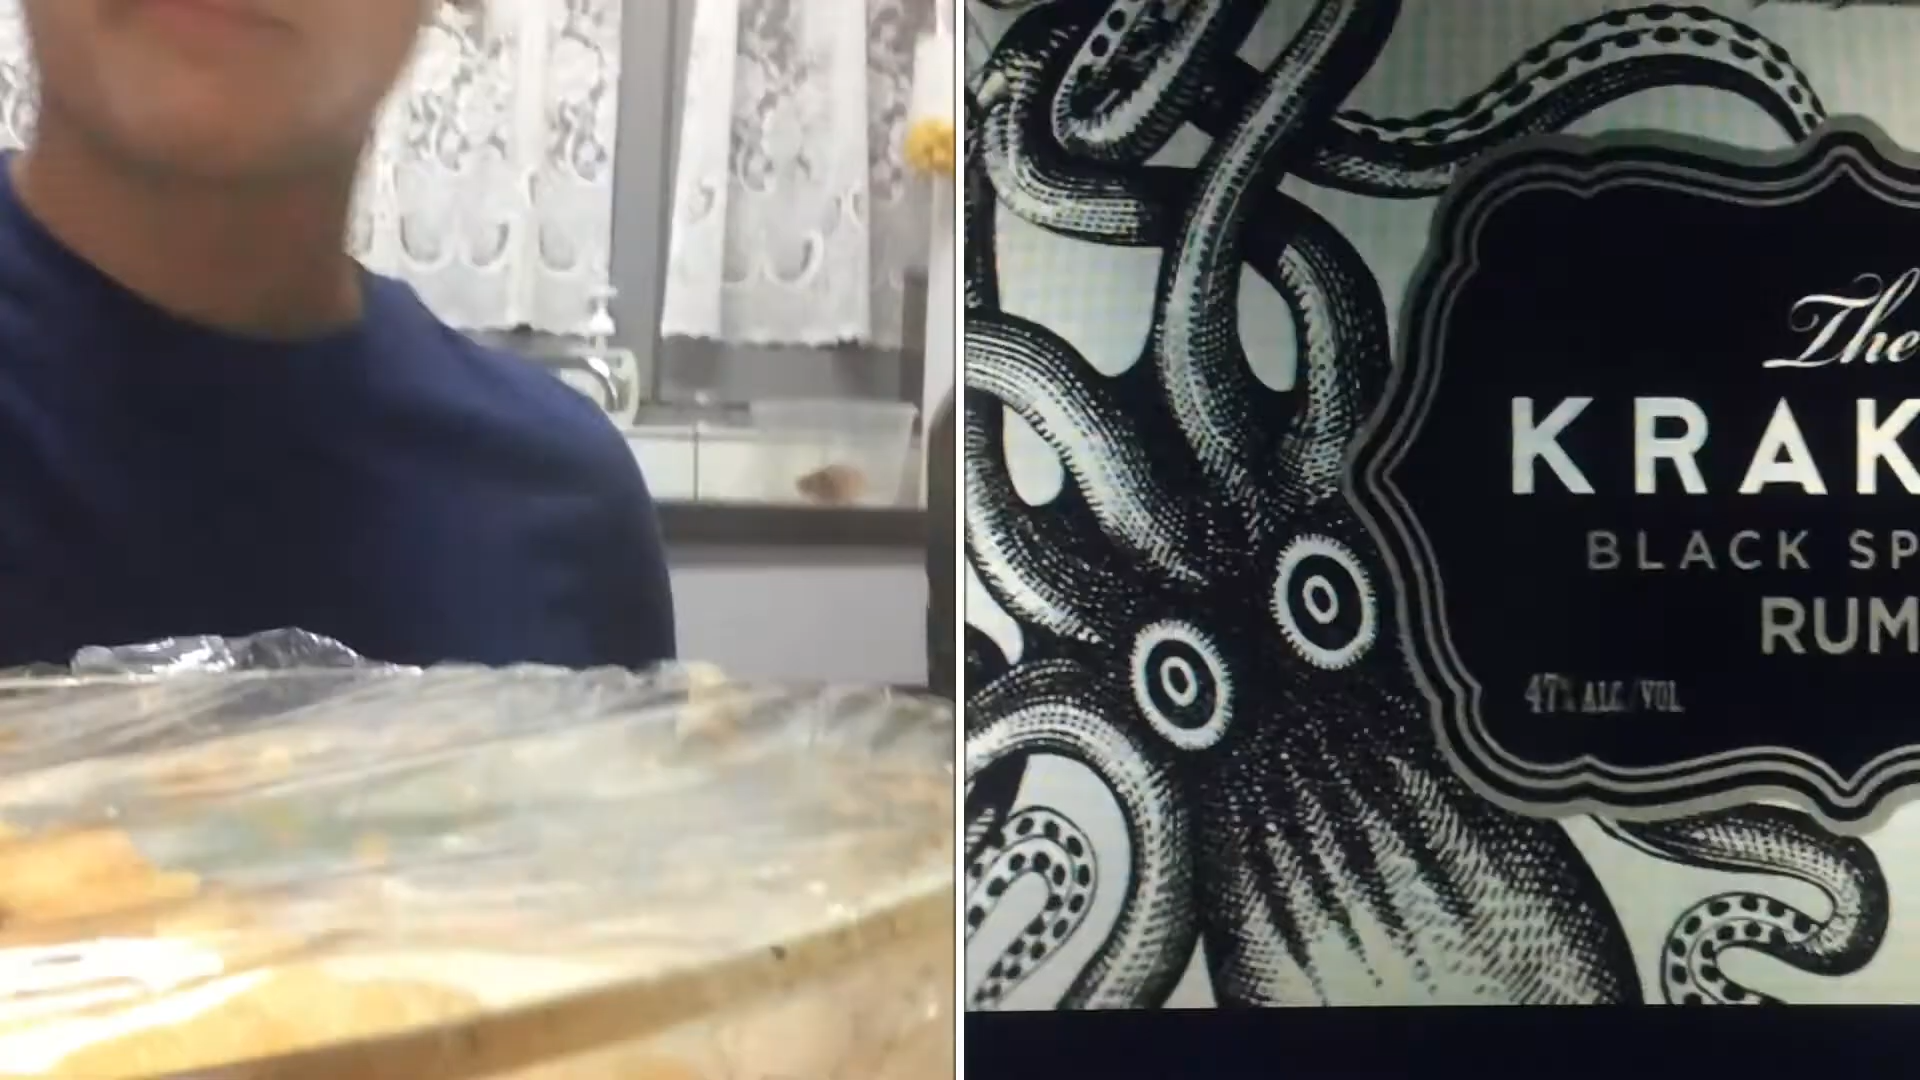 The
KRAK
BLACK SP
RUM
47% ALC/VOL